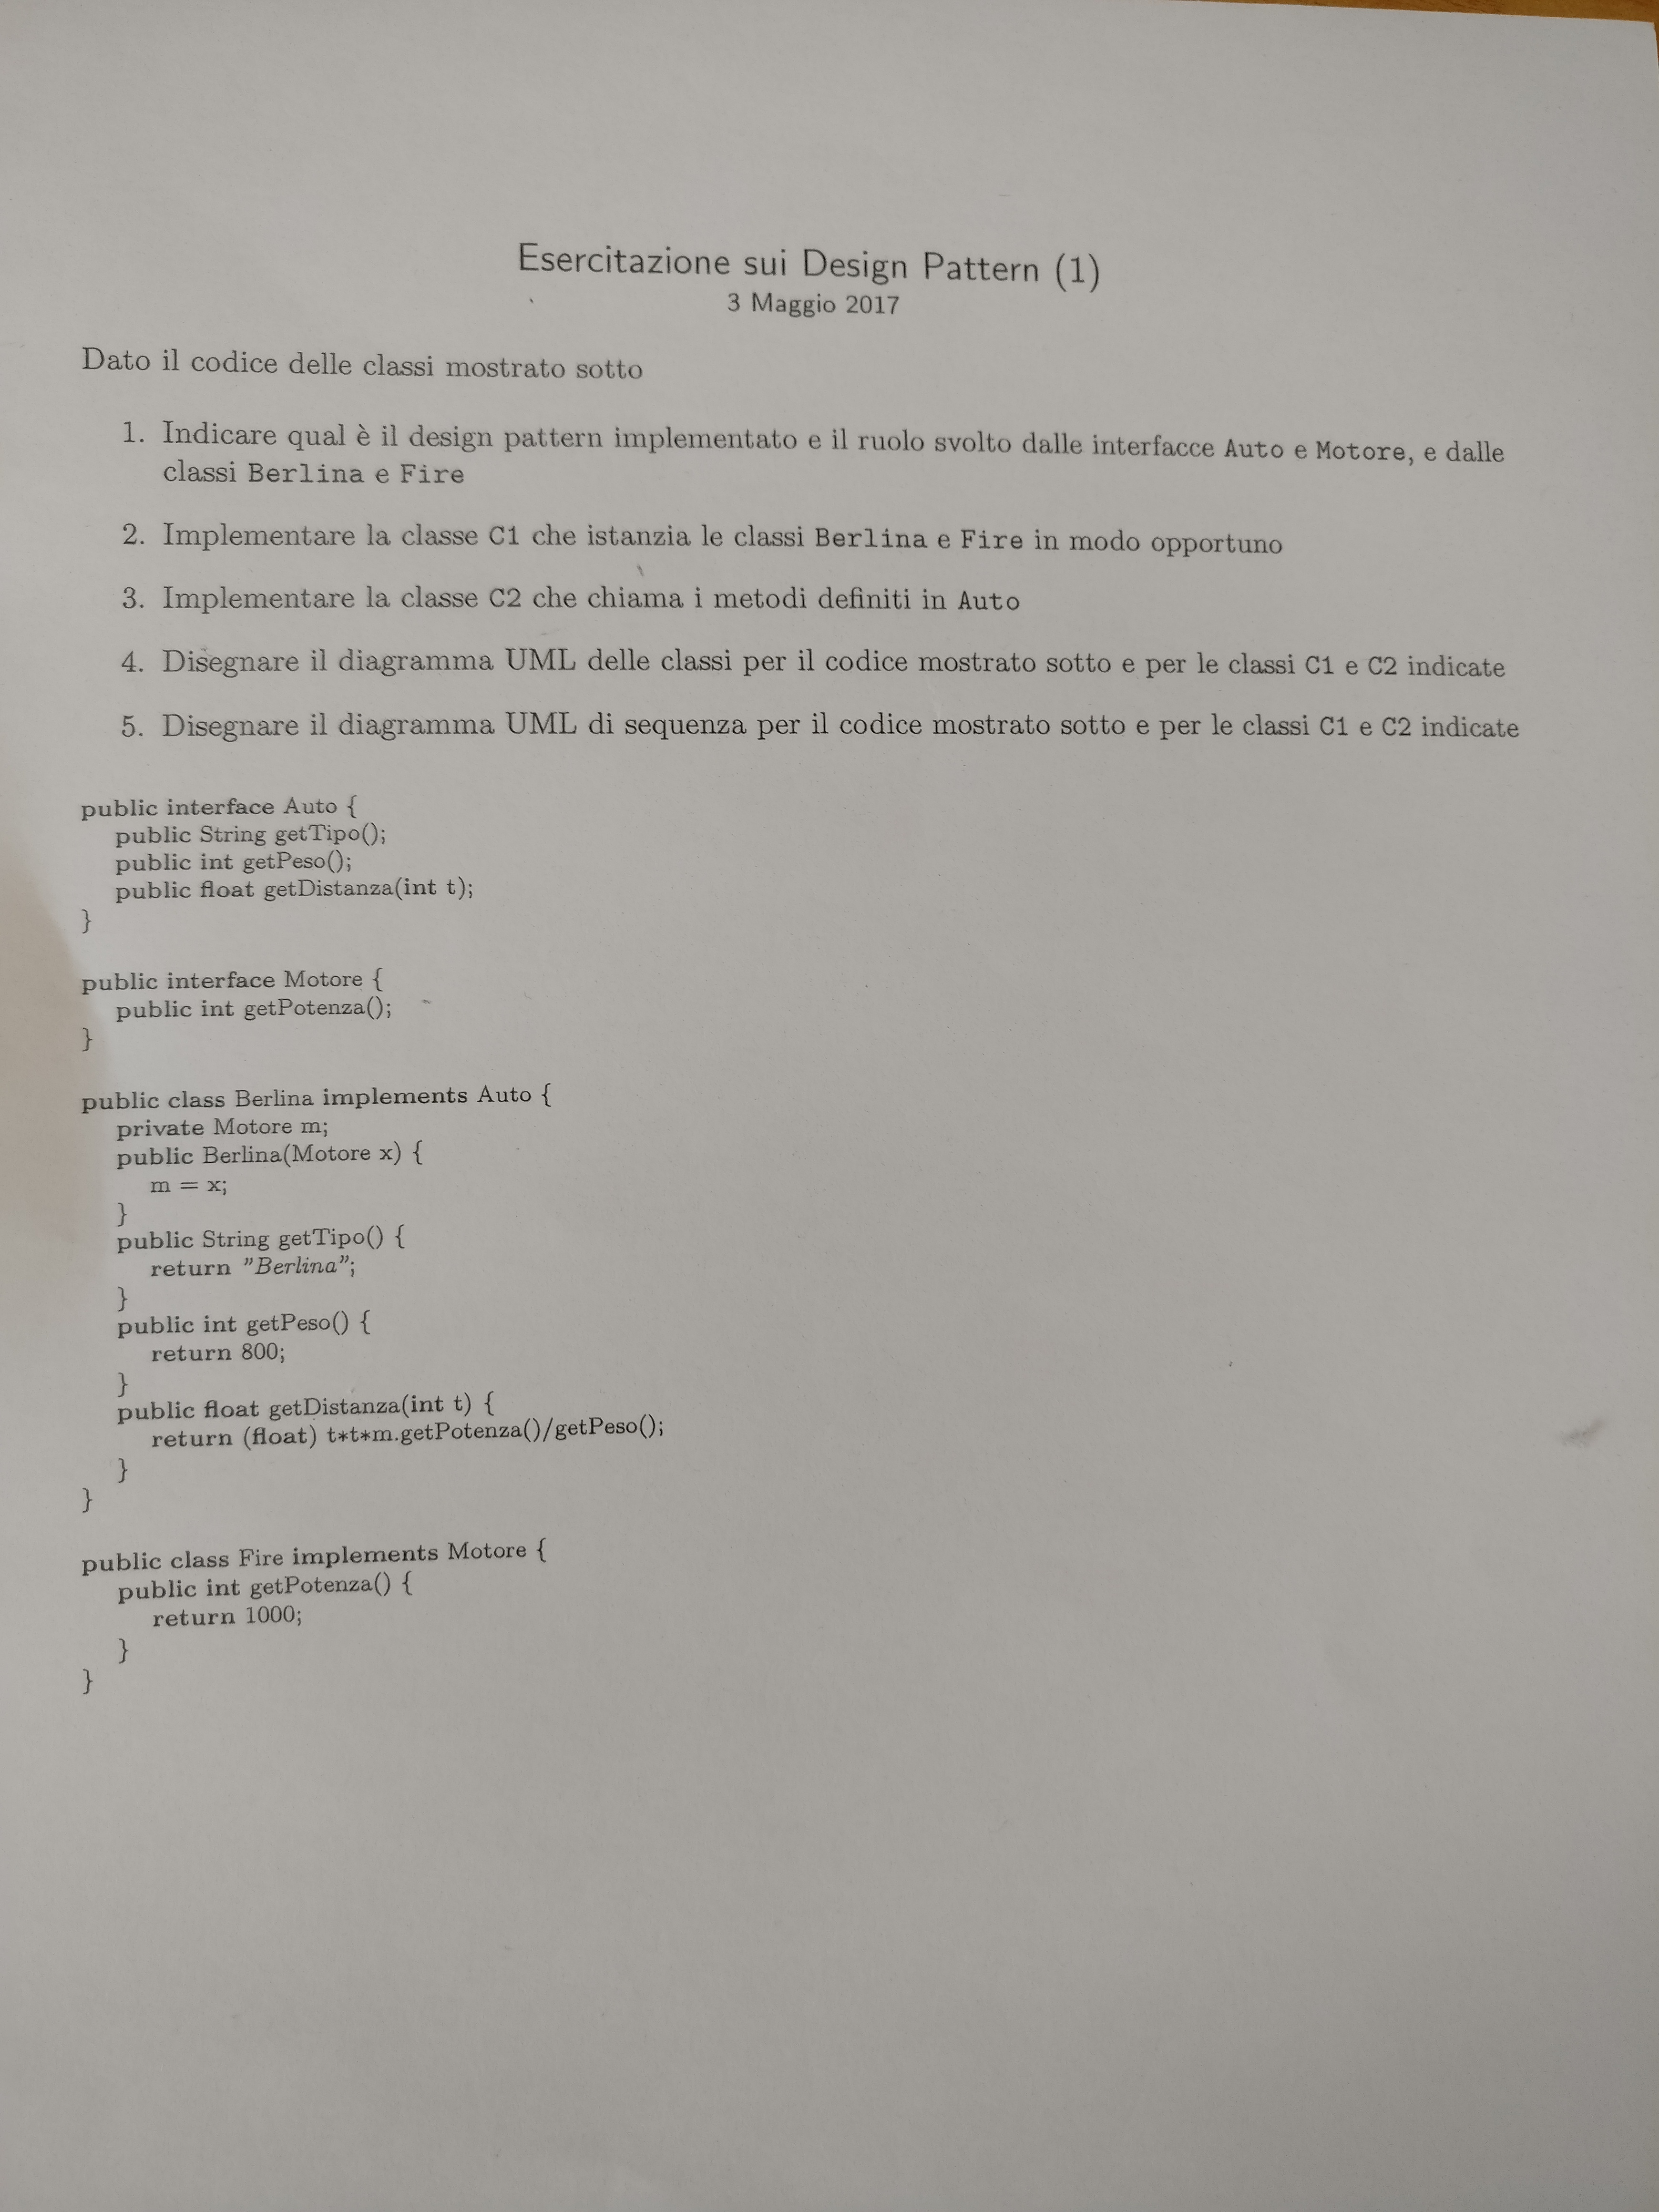 Esercitazione sui Design Pattern (1)
3 Maggio 2017
Dato il codice delle classi mostrato sotto
1. Indicare qual è il design pattern implementato e il ruolo svolto dalle interfacce Auto e Motore, e dalle
classi Berlina e Fire
2. Implementare la classe C1 che istanzia le classi Berlina e Fire in modo opportuno
3. Implementare la classe C2 che chiama i metodi definiti in Auto
4. Disegnare il diagramma UML delle classi per il codice mostrato sotto e per le classi C1 e C2 indicate
5. Disegnare il diagramma UML di sequenza per il codice mostrato sotto e per le classi C1 e C2 indicate
public interface Auto {
public String getTipo();
public int getPeso();
public float getDistanza(int t);
}
public interface Motore {
public int getPotenza();
}
public class Berlina implements Auto {
private Motore m;
public Berlina(Motore x) {
m = x;
}
public String getTipo() {
return ”Berlina”;
}
public int getPeso() {
return 800;
}
public float getDistanza(int t) {
return (float) t*t*m.getPotenza()/getPeso();
}
}
public class Fire implements Motore {
public int getPotenza() {
return 1000;
}
}